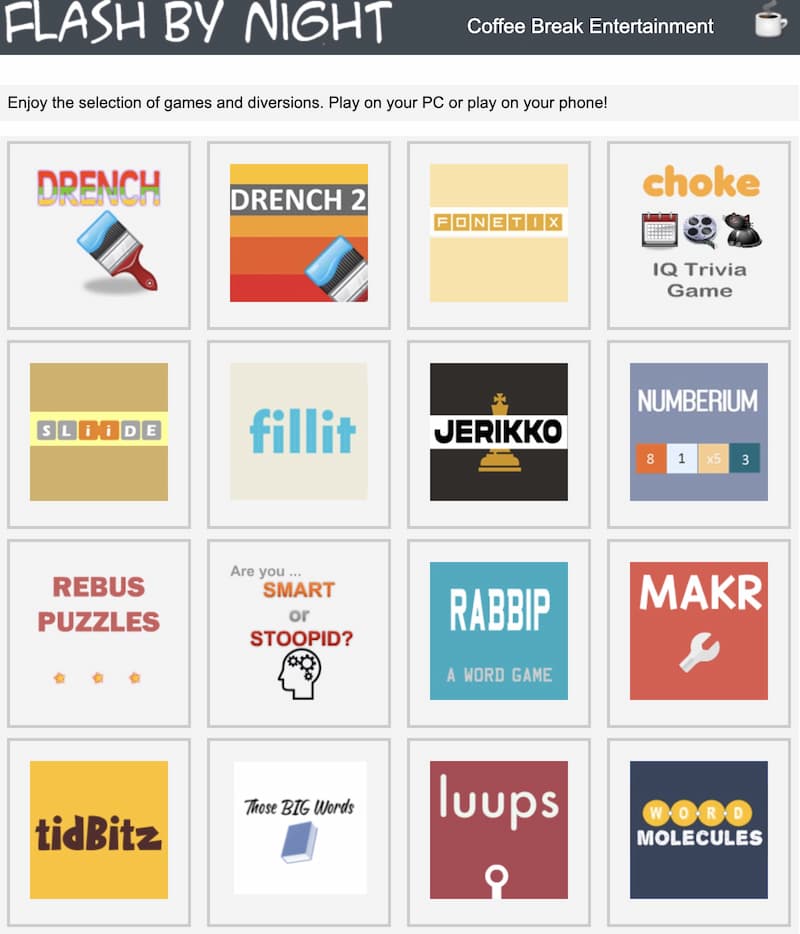 FLASH BY NIGHT
Coffee Break Entertainment
Enjoy the selection of games and diversions. Play on your PC or play on your phone!
DRENCH
DRENCH 2
FONETIX
choke
IQ Trivia
Game
SLiiDE
fillit
JERIKKO
NUMBERIUM
8 1 x5 3
REBUS
PUZZLES
Are you ...
SMART
or
STOOPID?
RABBIP
A WORD GAME
MAKR
tidBitz
Those BIG Words
luups
WORD
MOLECULES